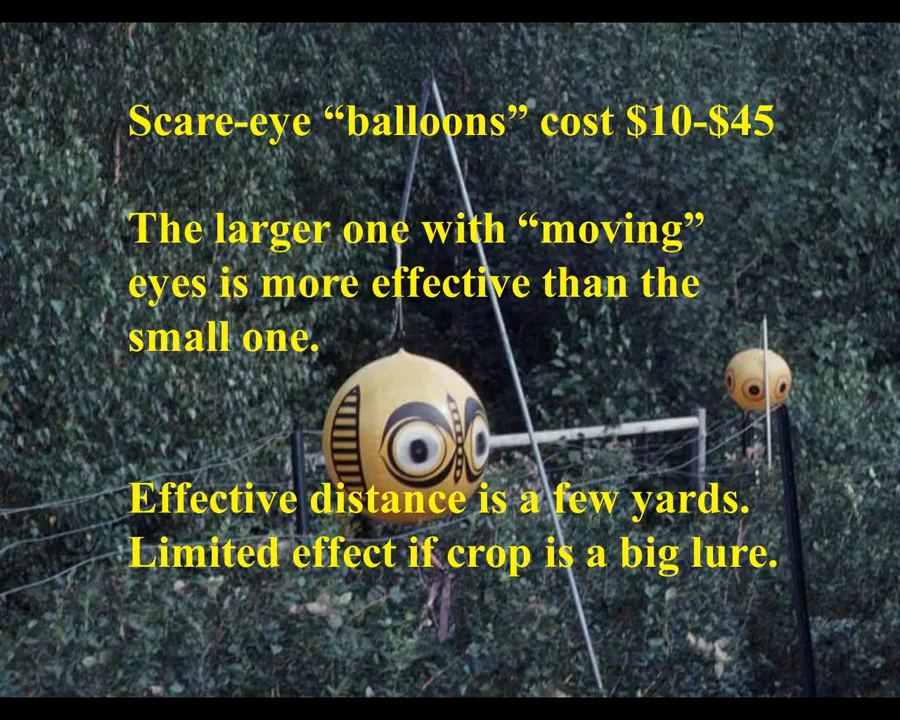 Scare-eye “balloons” cost $10-$45
The larger one with “moving”
eyes is more effective than the
small one.
Effective distance is a few yards.
Limited effect if crop is a big lure.